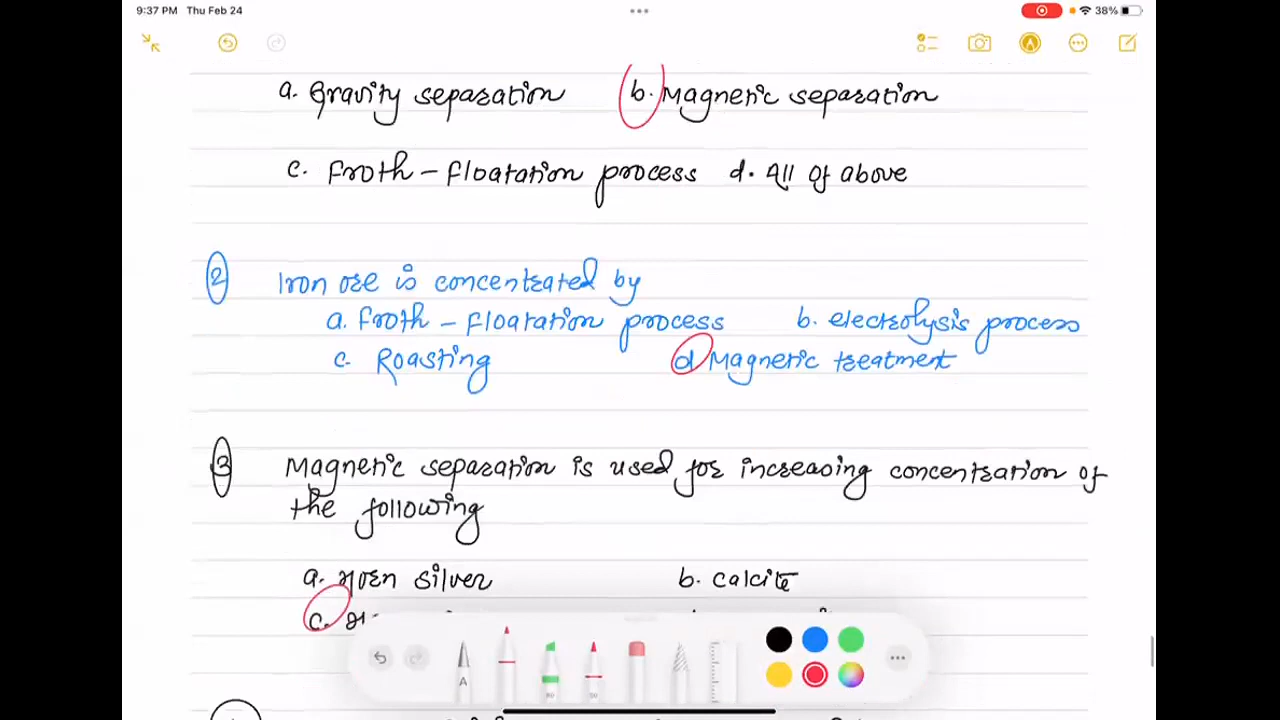 9:37 PM Thu Feb 24
38%
a. Gravity separation b. Magnetic separation
c. Froth - Floatation process d. All of above
2 Iron ore is concentrated by
a. Froth - Floatation process b. electrolysis process
c. Roasting d Magnetic treatment
3 Magnetic separation is used for increasing concentration of
the following
a. Horn silver b. calcite
c.
A 80 50